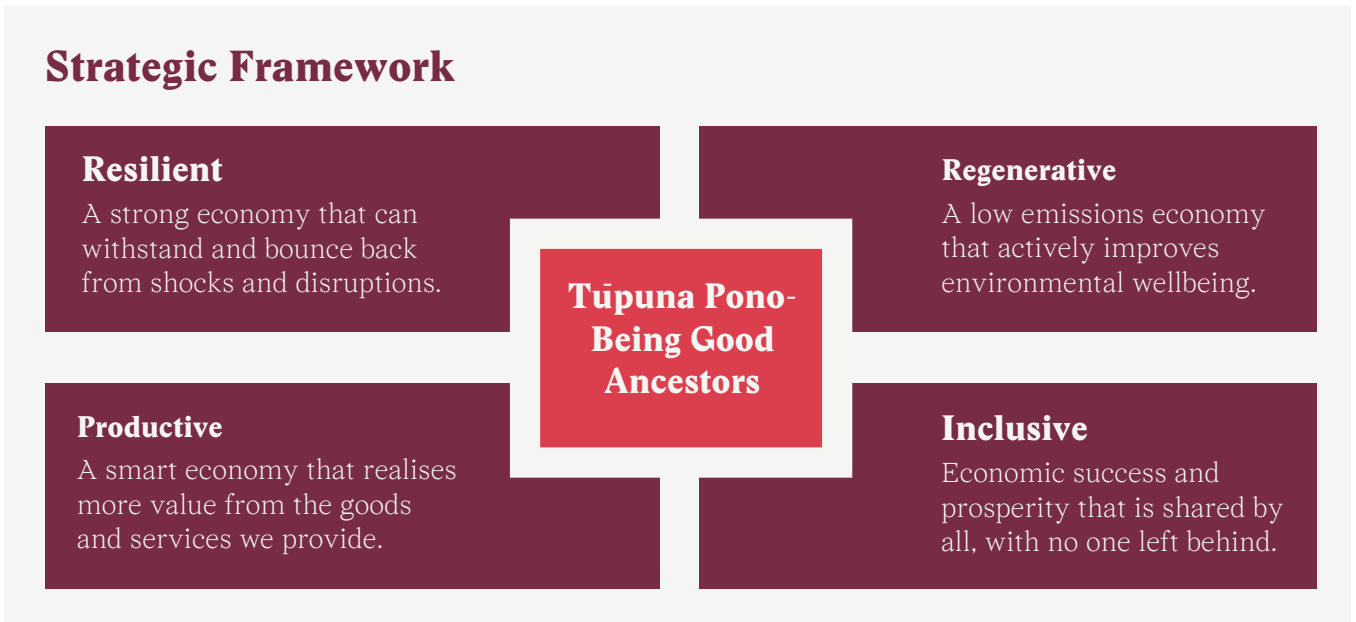 Strategic Framework
Resilient
A strong economy that can
withstand and bounce back
from shocks and disruptions.
Regenerative
A low emissions economy
that actively improves
environmental wellbeing.
Tūpuna Pono-
Being Good
Ancestors
Productive
A smart economy that realises
more value from the goods
and services we provide.
Inclusive
Economic success and
prosperity that is shared by
all, with no one left behind.